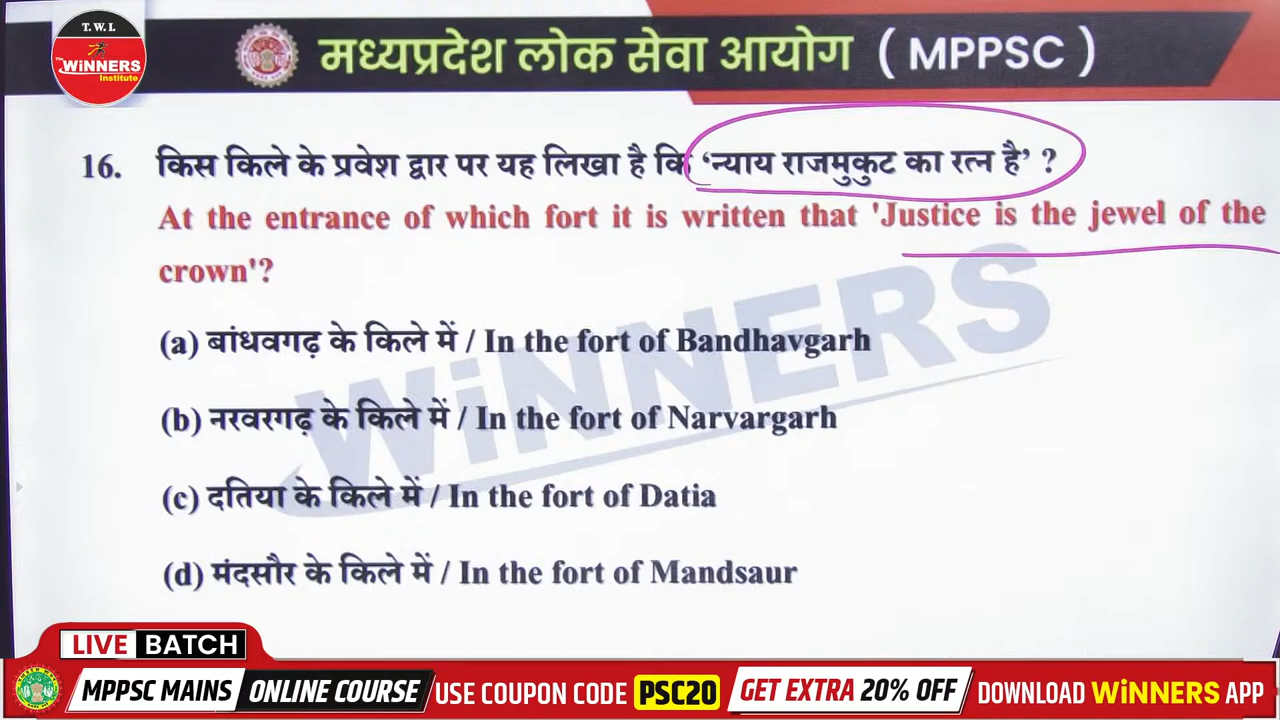 T. W. I.
The WiNNERS
Institute
मध्यप्रदेश लोक सेवा आयोग ( MPPSC )
16. किस किले के प्रवेश द्वार पर यह लिखा है कि ‘न्याय राजमुकुट का रत्न है’ ?
At the entrance of which fort it is written that 'Justice is the jewel of the
crown'?
(a) बांधवगढ़ के किले में / In the fort of Bandhavgarh
(b) नरवरगढ़ के किले में / In the fort of Narvargarh
(c) दतिया के किले में / In the fort of Datia
(d) मंदसौर के किले में / In the fort of Mandsaur
WiNNERS
LIVE BATCH
MPPSC MAINS ONLINE COURSE USE COUPON CODE PSC20 GET EXTRA 20% OFF DOWNLOAD WiNNERS APP